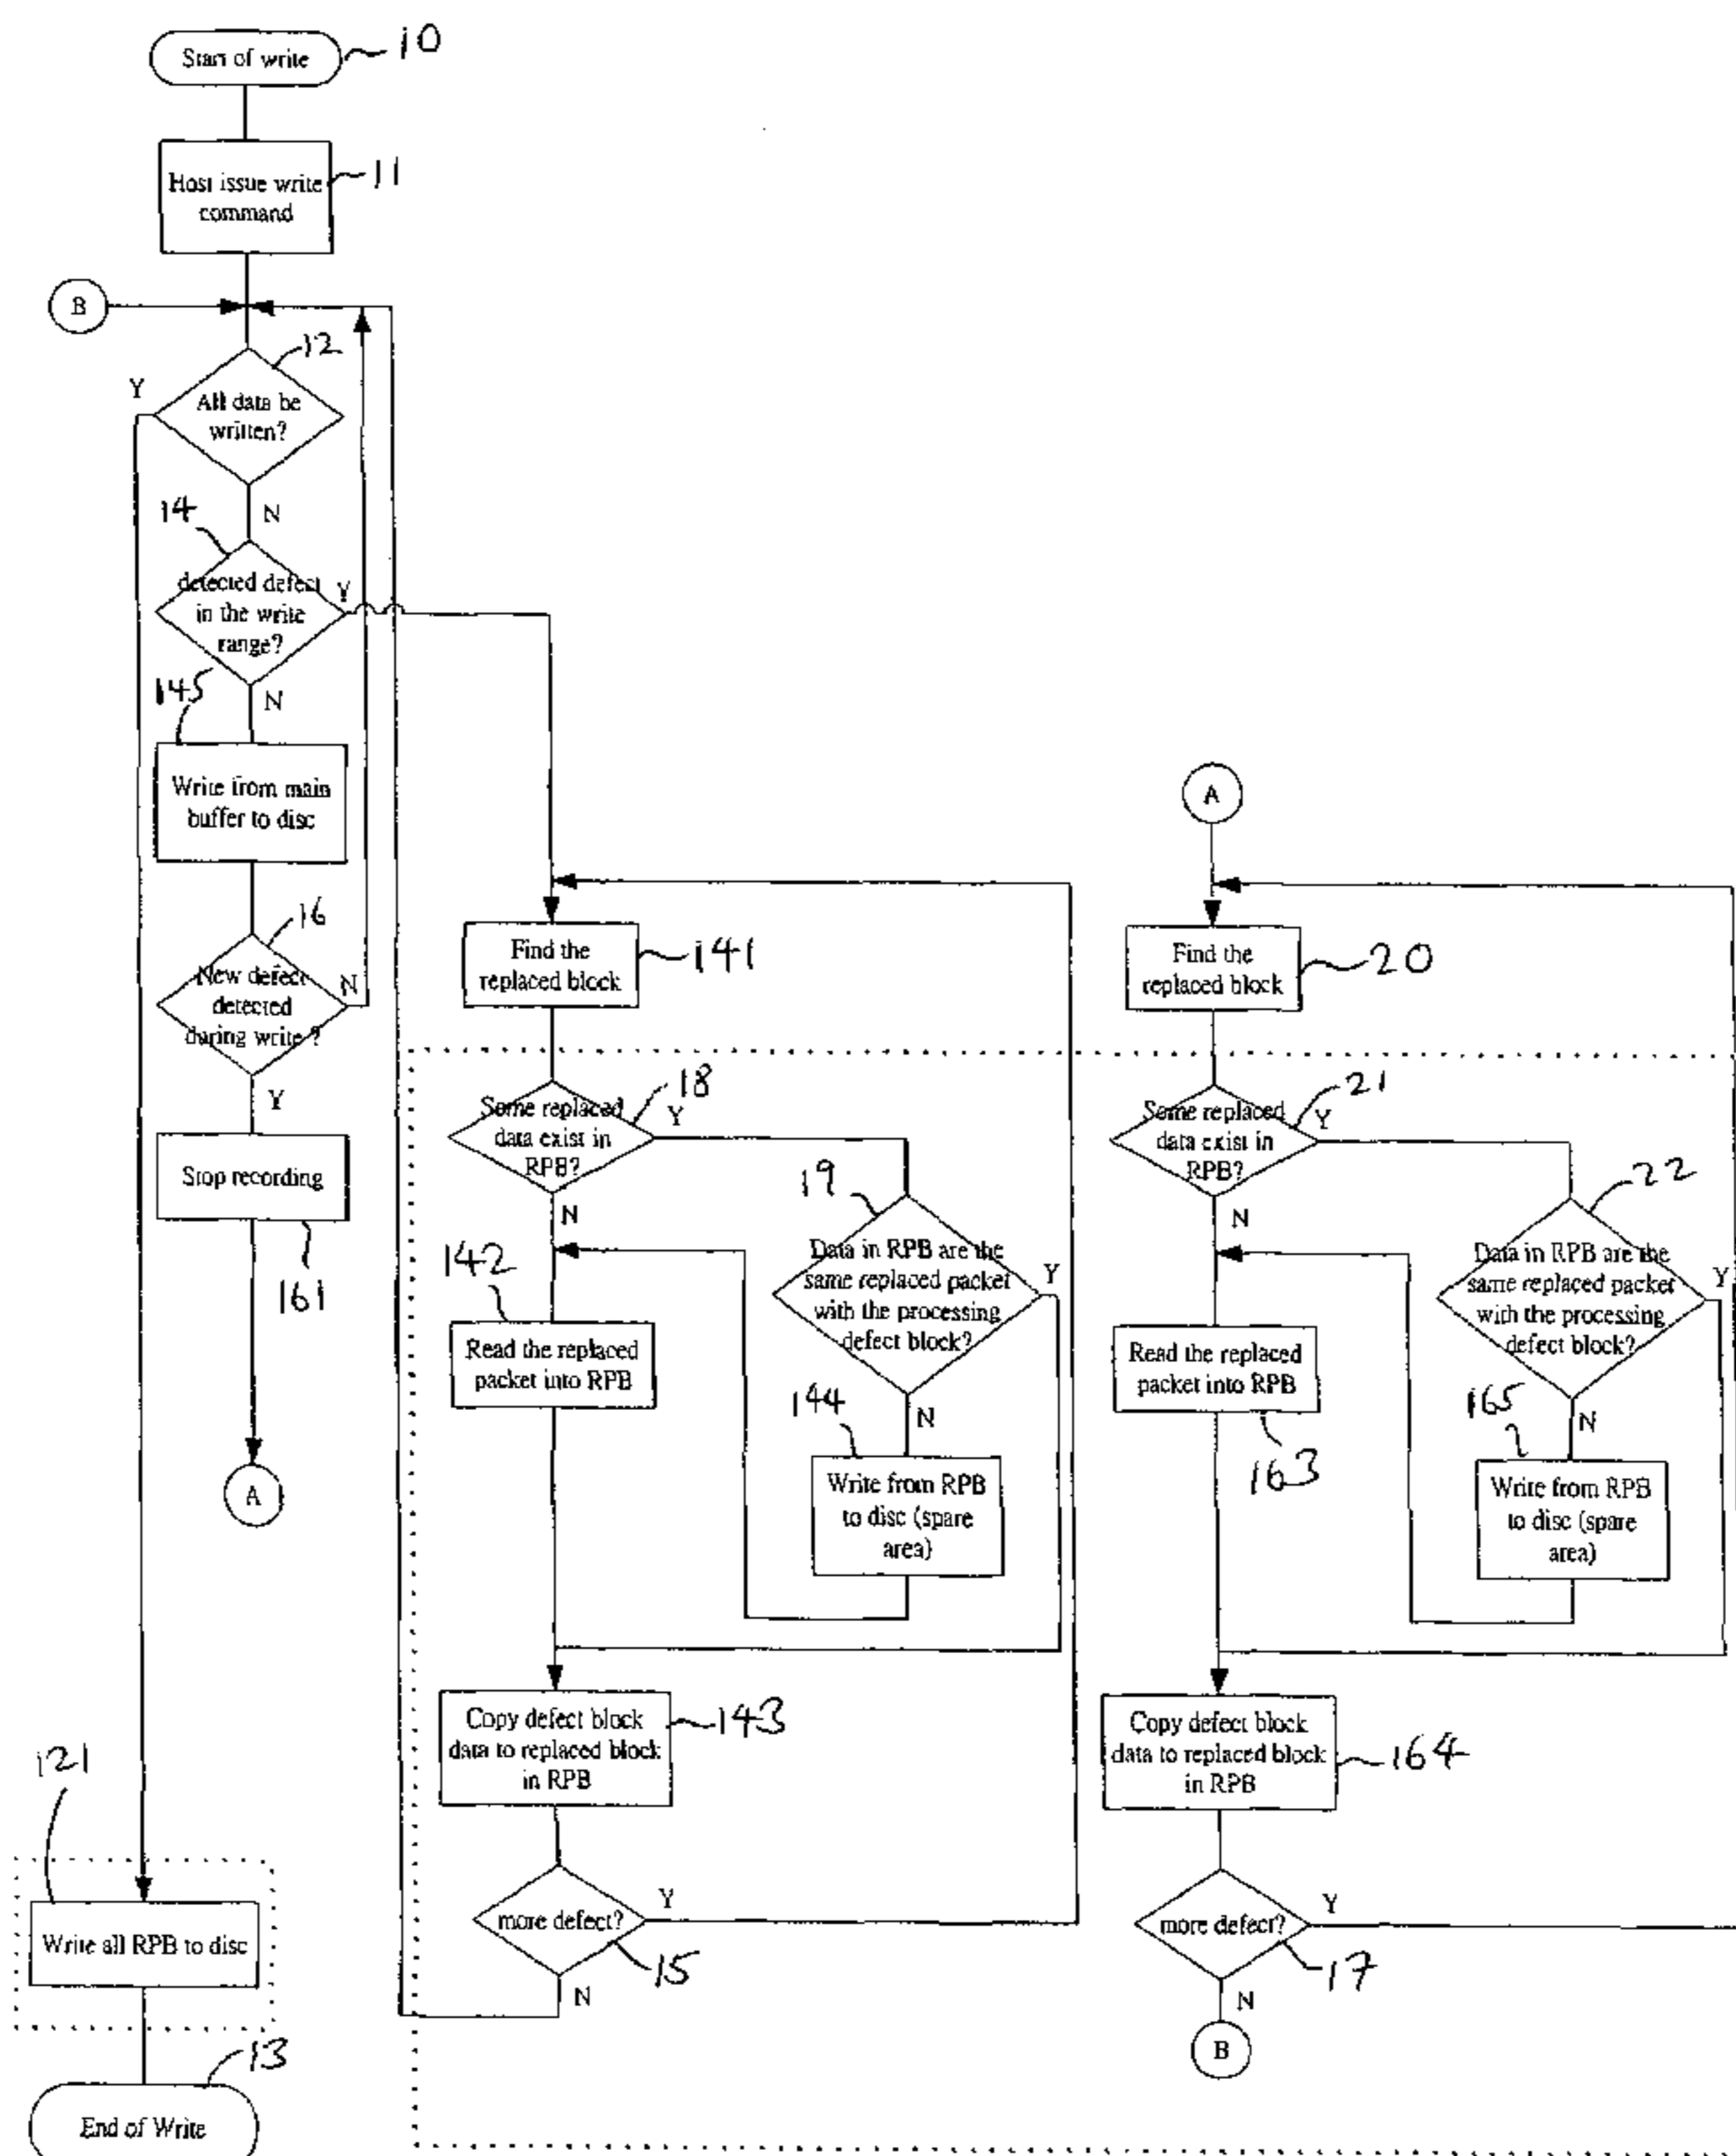 Start of write
10
Host issue write
command
11
B
12
Y
All data be
written?
N
14
detected defect
in the write
range?
Y
145
N
Write from main
buffer to disc
16
New defect
detected
during write ?
N
Y
Stop recording
161
A
121
Write all RPB to disc
13
End of Write
Find the
replaced block
141
18
Some replaced
data exist in
RPB?
Y
N
19
Data in RPB are the
same replaced packet
with the processing
defect block?
Y
142
Read the replaced
packet into RPB
144
N
Write from RPB
to disc (spare
area)
Copy defect block
data to replaced block
in RPB
143
more defect?
Y
15
N
A
Find the
replaced block
20
21
Some replaced
data exist in
RPB?
Y
N
22
Data in RPB are the
same replaced packet
with the processing
defect block?
Y
Read the replaced
packet into RPB
163
165
N
Write from RPB
to disc (spare
area)
Copy defect block
data to replaced block
in RPB
164
more defect?
Y
17
N
B